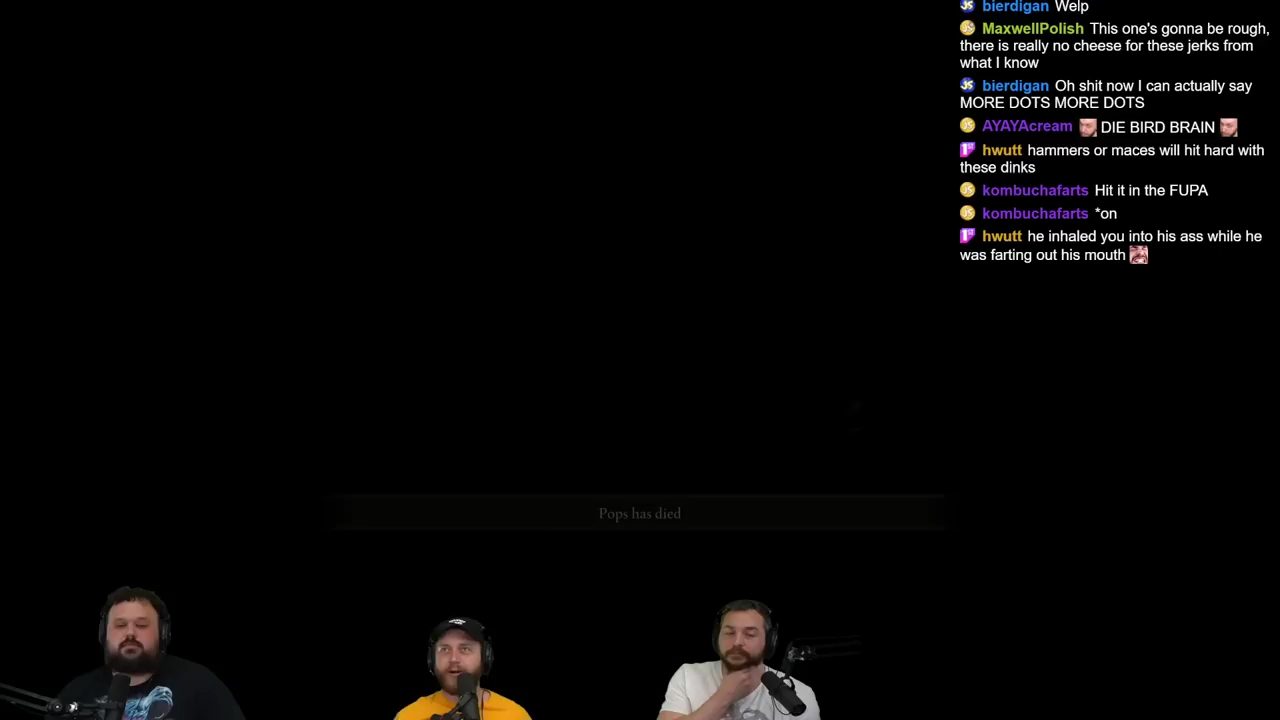 bierdigan Welp
MaxwellPolish This one's gonna be rough,
there is really no cheese for these jerks from
what I know
bierdigan Oh shit now I can actually say
MORE DOTS MORE DOTS
AYAYAcream DIE BIRD BRAIN
hwutt hammers or maces will hit hard with
these dinks
kombuchafarts Hit it in the FUPA
kombuchafarts *on
hwutt he inhaled you into his ass while he
was farting out his mouth
Pops has died